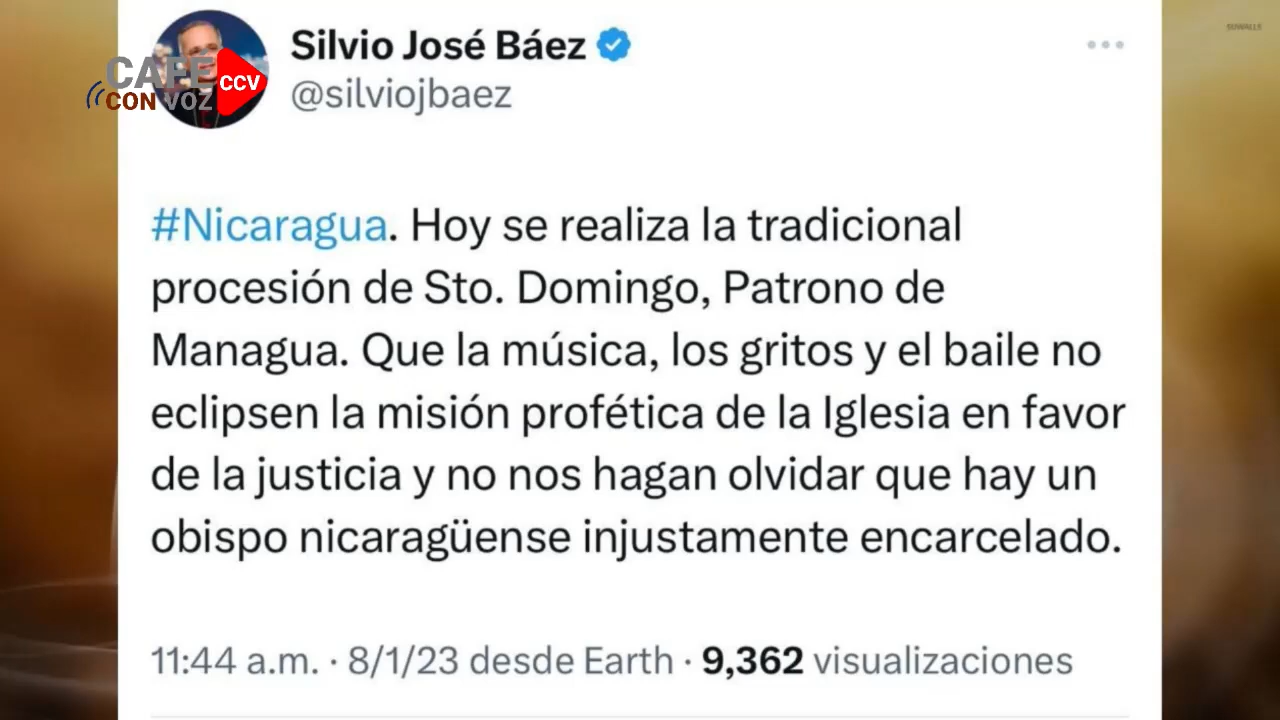 SUWALLS
Silvio José Báez
CAFE
CCV
CON VOZ
@silviojbaez
#Nicaragua. Hoy se realiza la tradicional
procesión de Sto. Domingo, Patrono de
Managua. Que la música, los gritos y el baile no
eclipsen la misión profética de la Iglesia en favor
de la justicia y no nos hagan olvidar que hay un
obispo nicaragüense injustamente encarcelado.
11:44 a.m. · 8/1/23 desde Earth · 9,362 visualizaciones